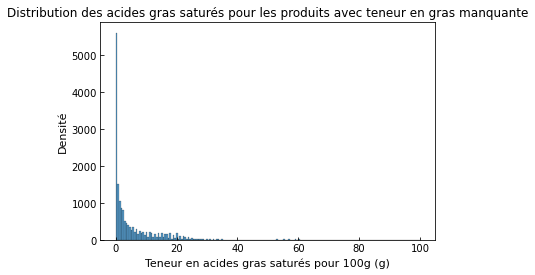 Distribution des acides gras saturés pour les produits avec teneur en gras manquante
5000
4000
3000
2000
1000
0
Densité
0 20 40 60 80 100
Teneur en acides gras saturés pour 100g (g)